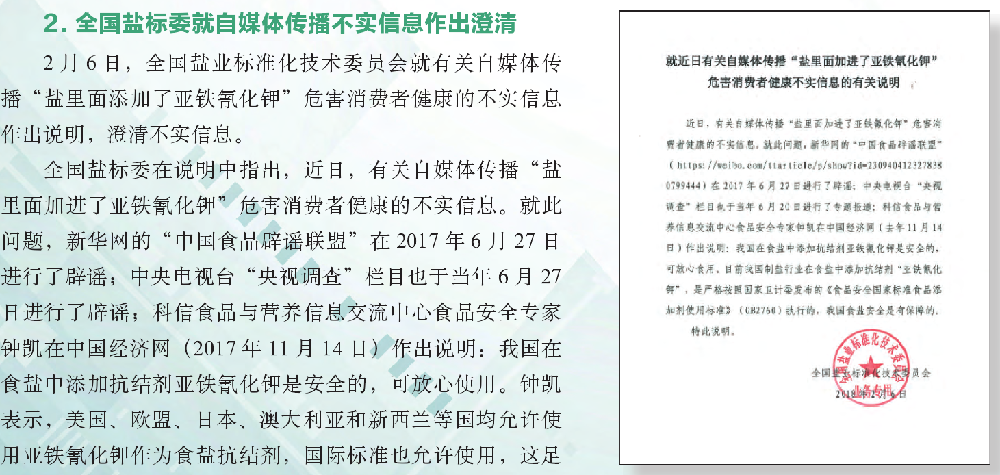 2. 全国盐标委就自媒体传播不实信息作出澄清
2 月 6 日，全国盐业标准化技术委员会就有关自媒体传
播“盐里面添加了亚铁氰化钾”危害消费者健康的不实信息
作出说明，澄清不实信息。
全国盐标委在说明中指出，近日，有关自媒体传播“盐
里面加进了亚铁氰化钾”危害消费者健康的不实信息。就此
问题，新华网的“中国食品辟谣联盟”在 2017 年 6 月 27 日
进行了辟谣；中央电视台“央视调查”栏目也于当年 6 月 27
日进行了辟谣；科信食品与营养信息交流中心食品安全专家
钟凯在中国经济网（2017 年 11 月 14 日）作出说明：我国在
食盐中添加抗结剂亚铁氰化钾是安全的，可放心使用。钟凯
表示，美国、欧盟、日本、澳大利亚和新西兰等国均允许使
用亚铁氰化钾作为食盐抗结剂，国际标准也允许使用，这足
就近日有关自媒体传播“盐里面加进了亚铁氰化钾”
危害消费者健康不实信息的有关说明
近日，有关自媒体传播“盐里面加进了亚铁氰化钾”危害消
费者健康的不实信息。就此问题，新华网的“中国食品辟谣联盟”
（https://weibo.com/ttarticle/p/show?id=230940412327838
0799444）在 2017 年 6 月 27 日进行了辟谣；中央电视台“央视
调查”栏目也于当年 6 月 20 日进行了专题报道；科信食品与营
养信息交流中心食品安全专家钟凯在中国经济网（去年 11 月 14
日）作出说明：我国在食盐中添加抗结剂亚铁氰化钾是安全的，
可放心食用。目前我国制盐行业在食盐中添加抗结剂“亚铁氰化
钾”，是严格按照国家卫计委发布的《食品安全国家标准食品添
加剂使用标准》（GB2760）执行的，我国食盐安全是有保障的。
特此说明。
全国盐业标准化技术委员会
2018 年 2 月 6 日
全国盐业标准化技术委员会
业务专用